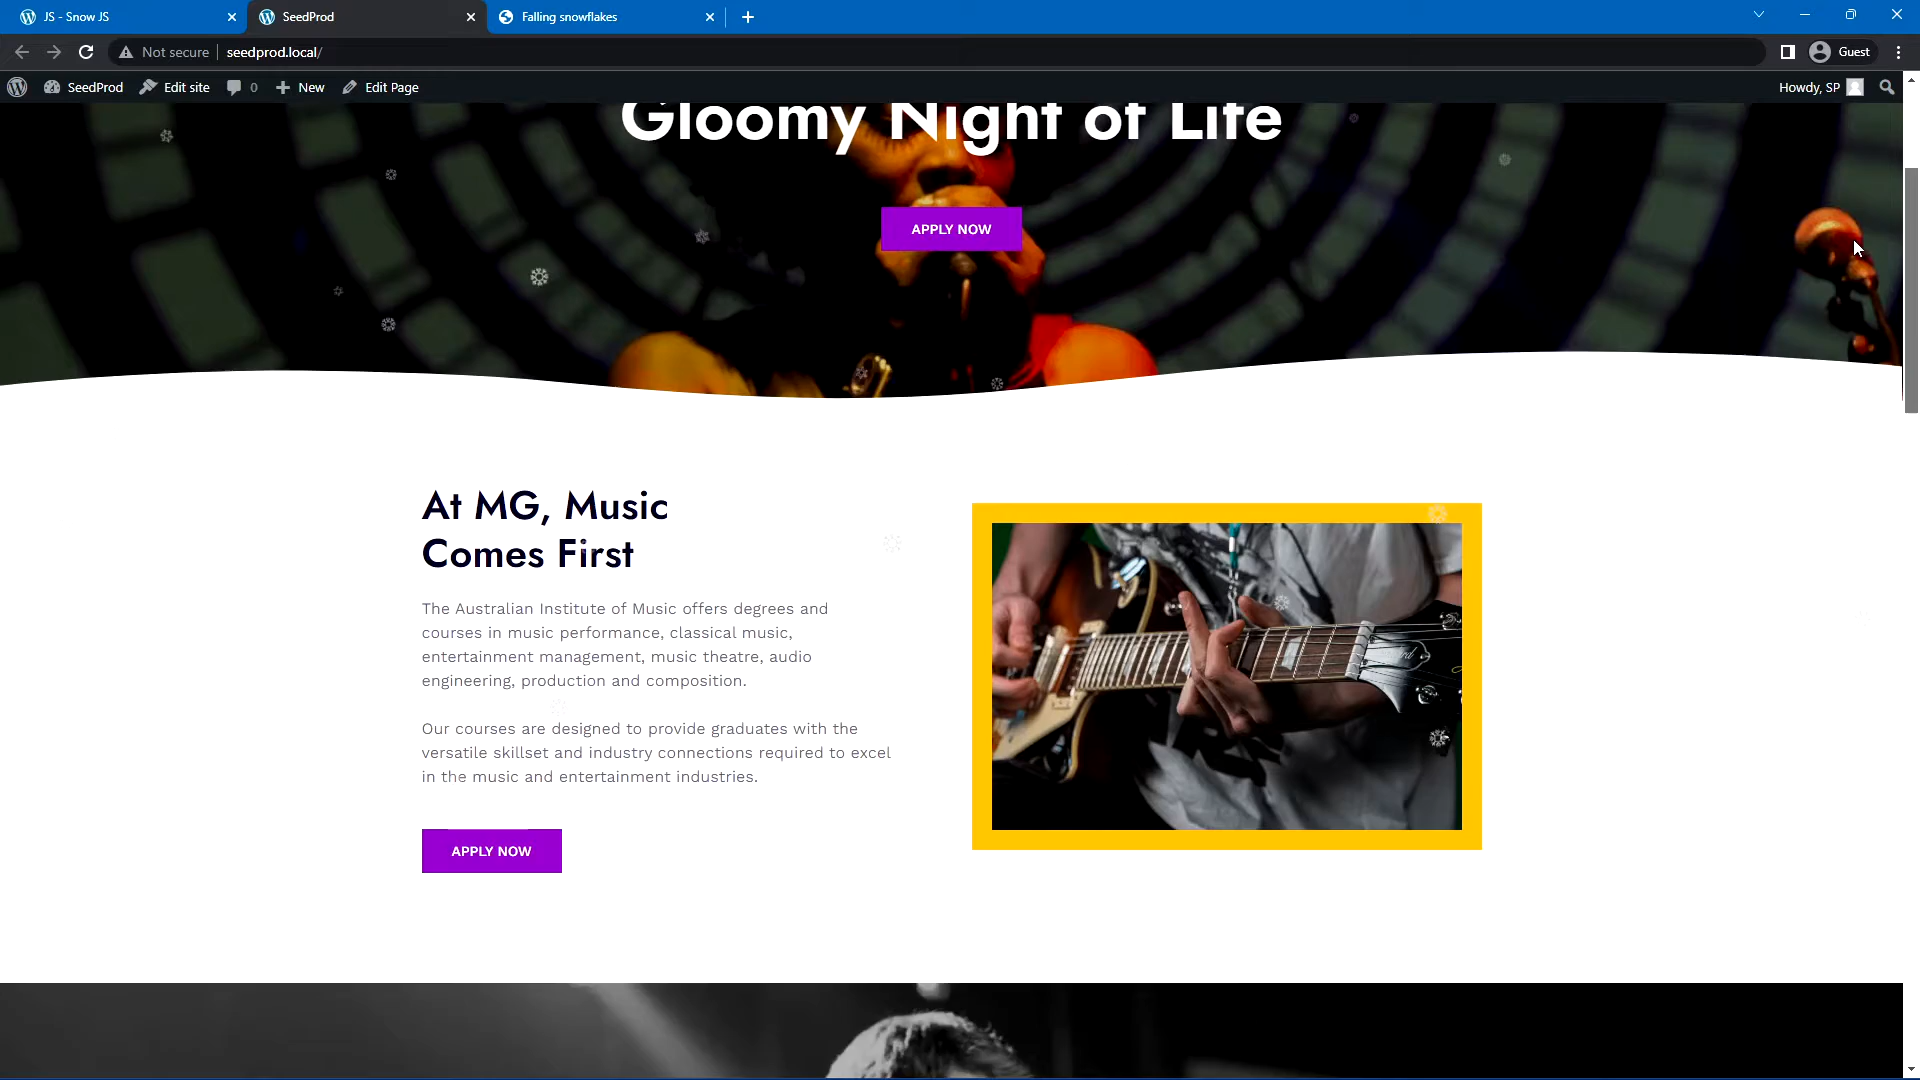 JS - Snow JS
SeedProd
Falling snowflakes
Not secure
seedprod.local/
Guest
SeedProd
Edit site
0
New
Edit Page
Howdy, SP
Gloomy Night of Life
APPLY NOW
At MG, Music
Comes First
The Australian Institute of Music offers degrees and
courses in music performance, classical music,
entertainment management, music theatre, audio
engineering, production and composition.
Our courses are designed to provide graduates with the
versatile skillset and industry connections required to excel
in the music and entertainment industries.
APPLY NOW